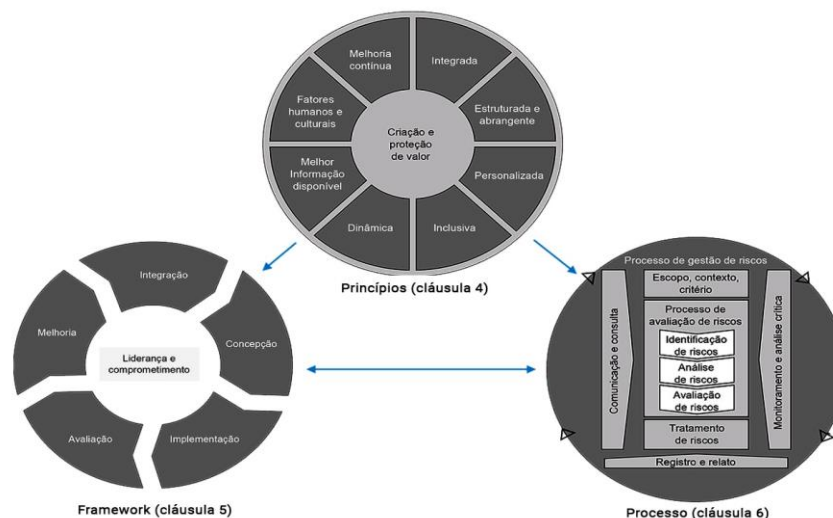 Melhoria
contínua
Integrada
Fatores
humanos e
culturais
Estruturada e
abrangente
Criação e
proteção
de valor
Melhor
Informação
disponível
Personalizada
Dinâmica
Inclusiva
Princípios (cláusula 4)
Integração
Melhoria
Concepção
Liderança e
comprometimento
Avaliação
Implementação
Framework (cláusula 5)
Processo de gestão de riscos
Escopo, contexto,
critério
Comunicação e consulta
Processo de
avaliação de riscos
Identificação
de riscos
Análise de
riscos
Avaliação
de riscos
Monitoramento e análise crítica
Tratamento
de riscos
Registro e relato
Processo (cláusula 6)